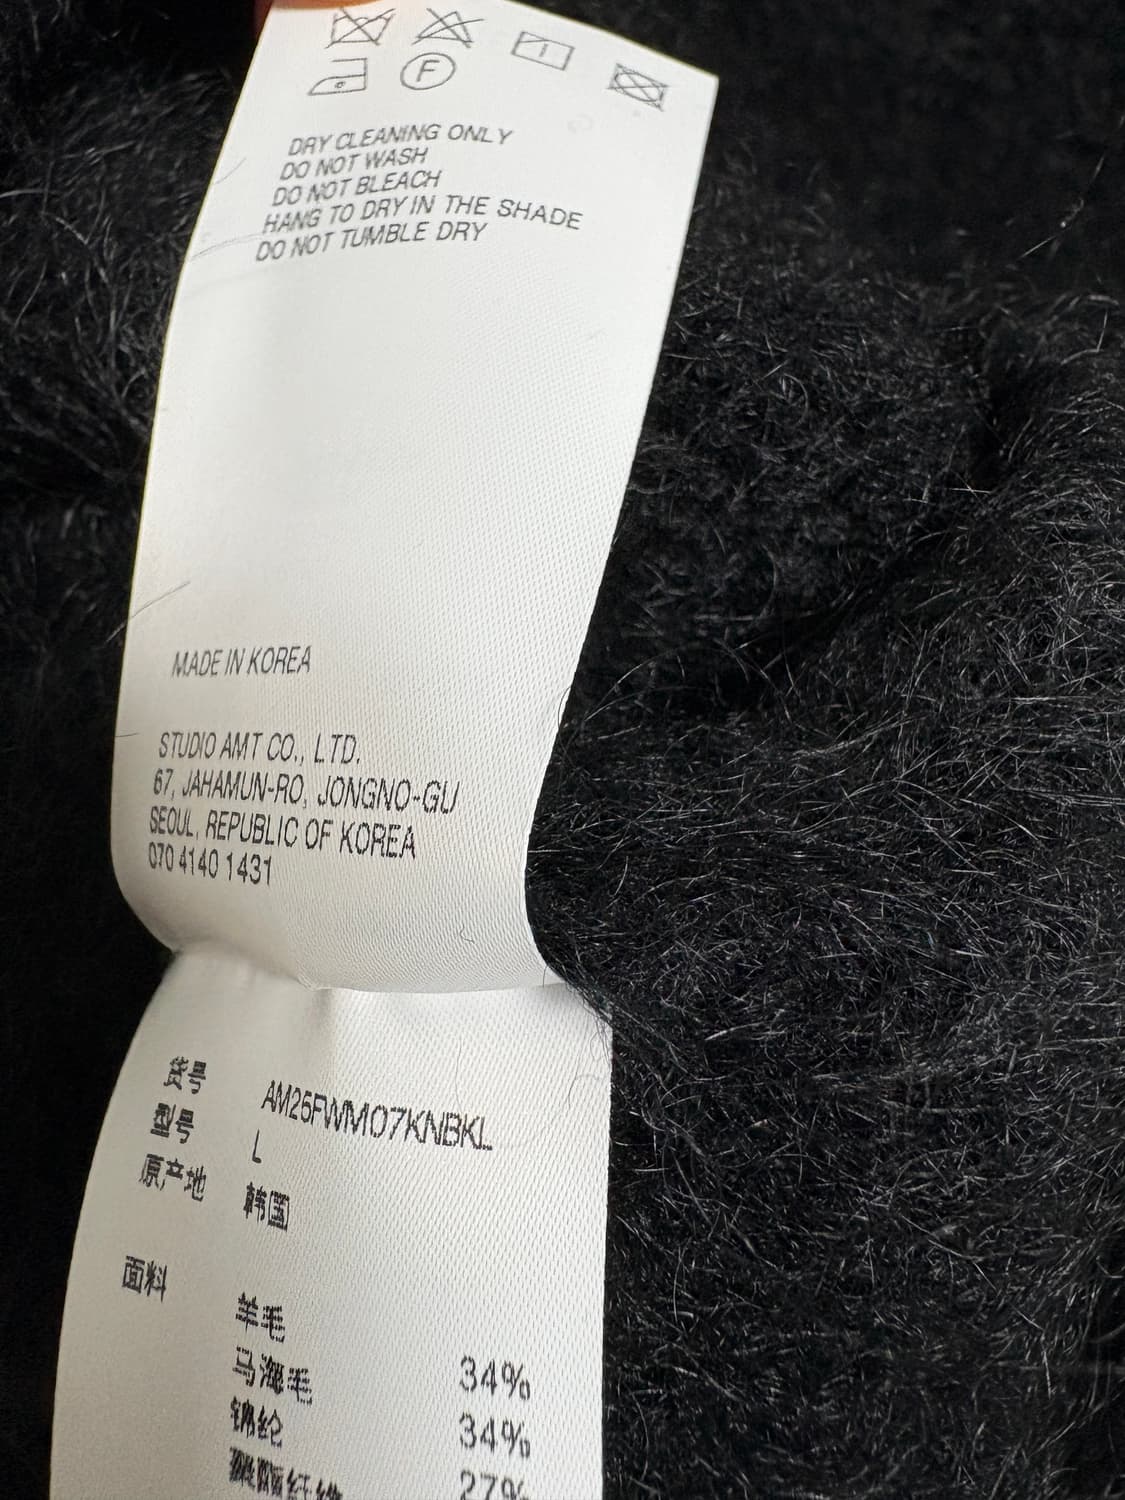 F
DRY CLEANING ONLY
DO NOT WASH
DO NOT BLEACH
HANG TO DRY IN THE SHADE
DO NOT TUMBLE DRY
MADE IN KOREA
STUDIO AMT CO., LTD.
67, JAHAMUN-RO, JONGNO-GU
SEOUL, REPUBLIC OF KOREA
070 4140 1431
货号 AM25FWM07KNBKL
型号 L
原产地 韩国
面料
羊毛 34%
马海毛 34%
锦纶 27%